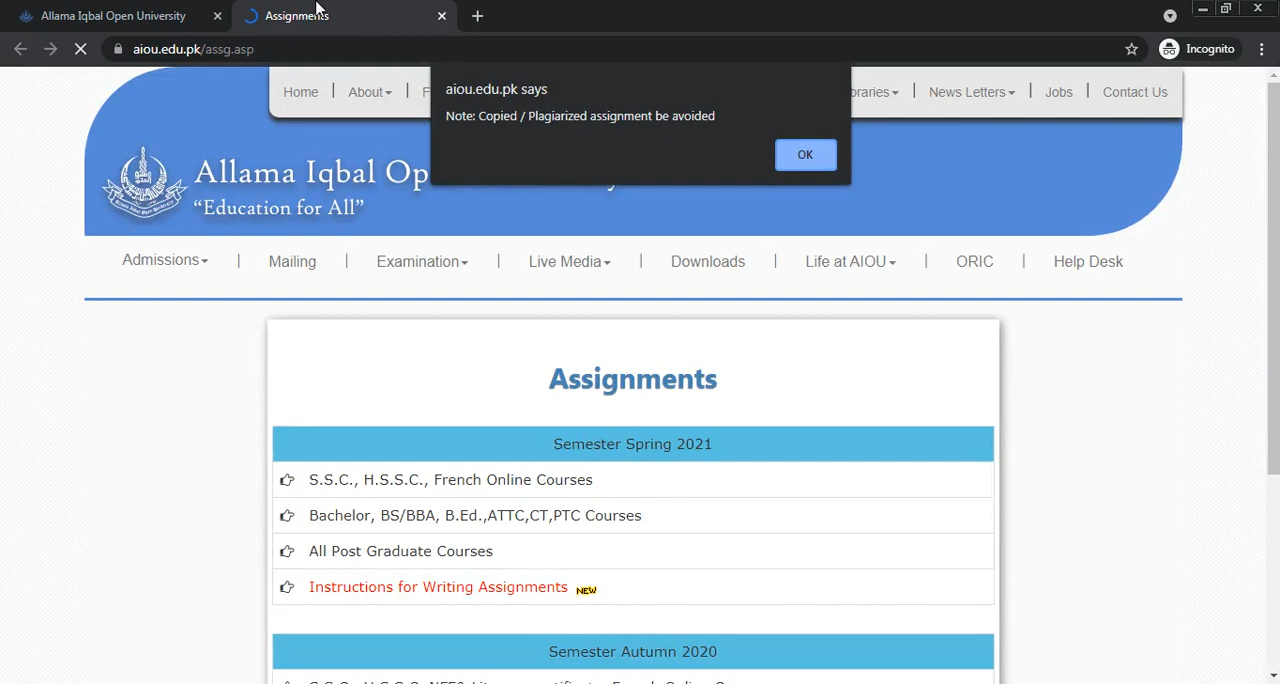 Allama Iqbal Open University
Assignments
aiou.edu.pk/assg.asp
Incognito
aiou.edu.pk says
Note: Copied / Plagiarized assignment be avoided
OK
Home | About | F
braries | News Letters | Jobs | Contact Us
Allama Iqbal Op
“Education for All”
Admissions | Mailing | Examination | Live Media | Downloads | Life at AIOU | ORIC | Help Desk
Assignments
Semester Spring 2021
S.S.C., H.S.S.C., French Online Courses
Bachelor, BS/BBA, B.Ed.,ATTC,CT,PTC Courses
All Post Graduate Courses
Instructions for Writing Assignments NEW
Semester Autumn 2020